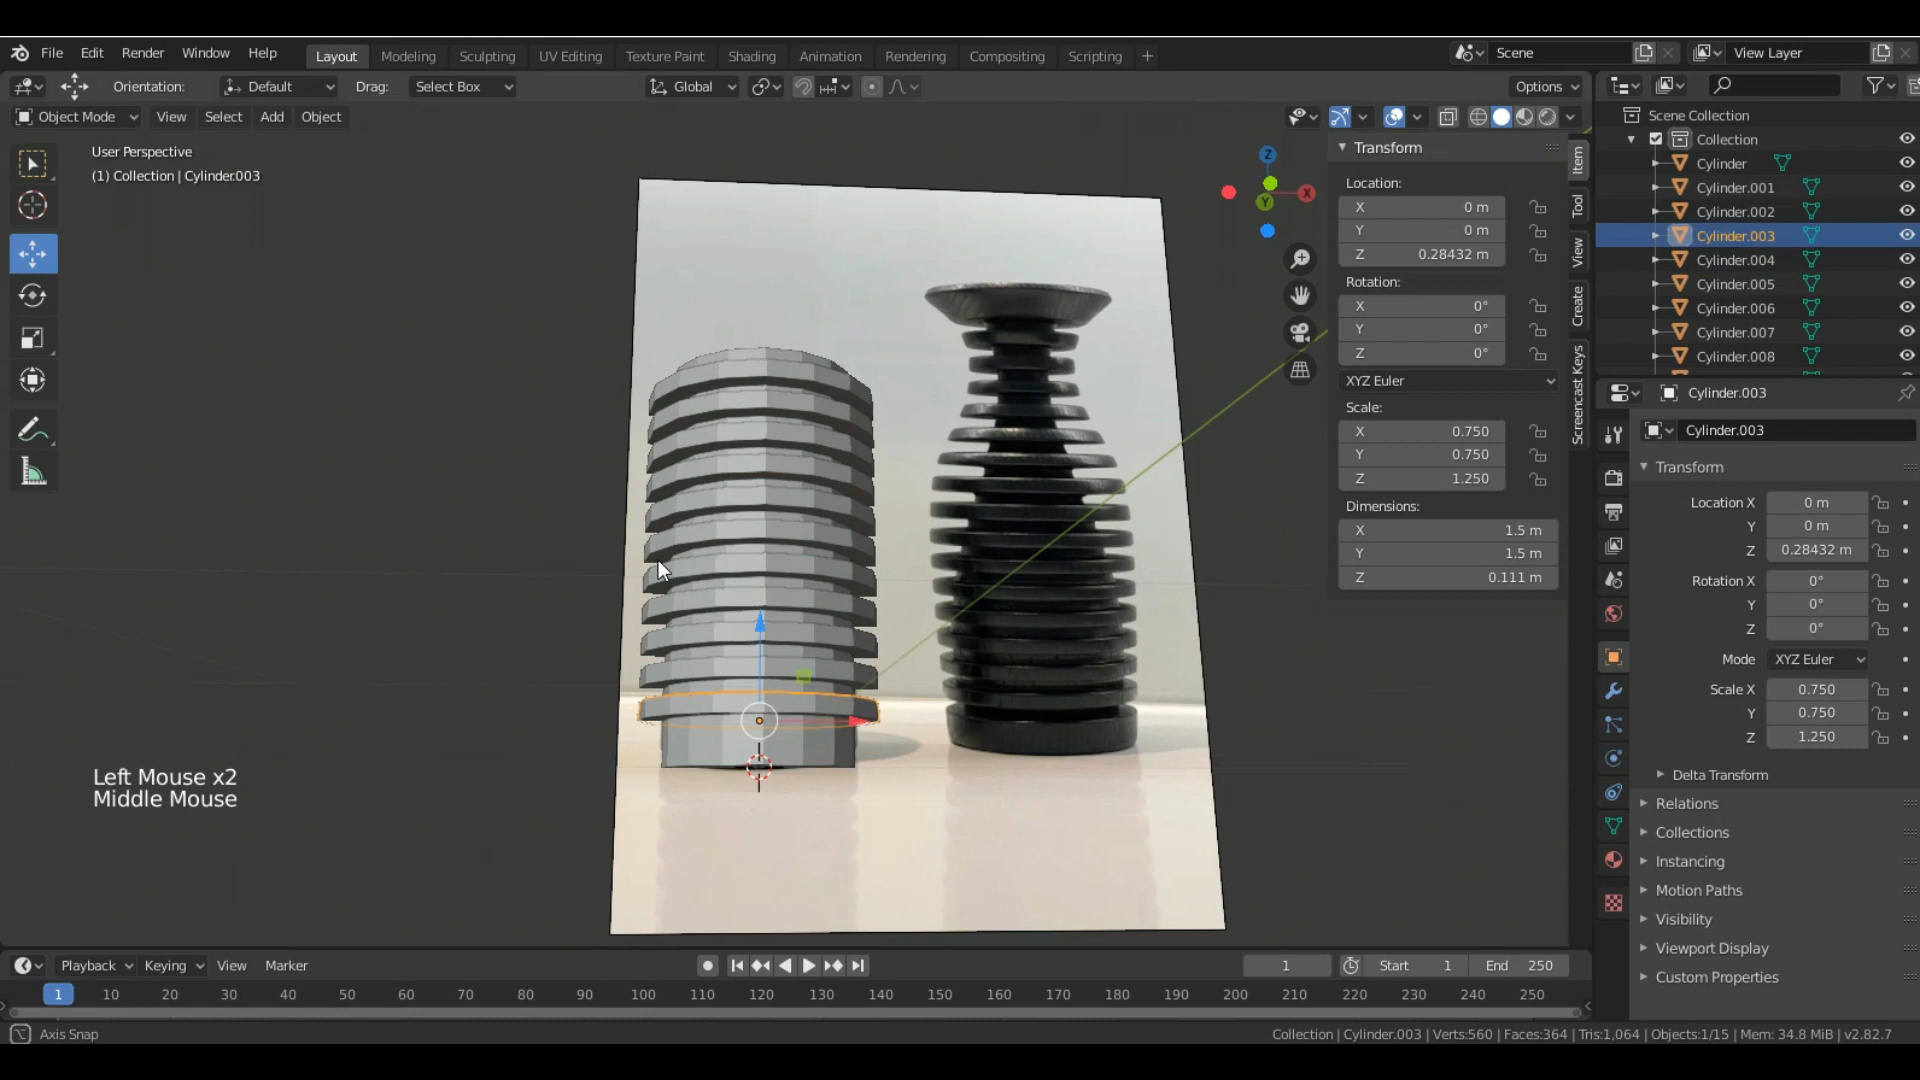 File Edit Render Window Help Layout Modeling Sculpting UV Editing Texture Paint Shading Animation Rendering Compositing Scripting + Scene View Layer
Orientation: Default Drag: Select Box Global Options
Object Mode View Select Add Object
User Perspective
(1) Collection | Cylinder.003
Z
X
Y
Transform
Location:
X 0 m
Y 0 m
Z 0.28432 m
Rotation:
X 0°
Y 0°
Z 0°
XYZ Euler
Scale:
X 0.750
Y 0.750
Z 1.250
Dimensions:
X 1.5 m
Y 1.5 m
Z 0.111 m
Item
Tool
View
Create
Screencast Keys
Scene Collection
Collection
Cylinder
Cylinder.001
Cylinder.002
Cylinder.003
Cylinder.004
Cylinder.005
Cylinder.006
Cylinder.007
Cylinder.008
Cylinder.003
Cylinder.003
Transform
Location X 0 m
Y 0 m
Z 0.28432 m
Rotation X 0°
Y 0°
Z 0°
Mode XYZ Euler
Scale X 0.750
Y 0.750
Z 1.250
Delta Transform
Relations
Collections
Instancing
Motion Paths
Visibility
Viewport Display
Custom Properties
Left Mouse x2
Middle Mouse
Playback Keying View Marker 1 Start 1 End 250
1 10 20 30 40 50 60 70 80 90 100 110 120 130 140 150 160 170 180 190 200 210 220 230 240 250
Axis Snap Collection | Cylinder.003 | Verts:560 | Faces:364 | Tris:1,064 | Objects:1/15 | Mem: 34.8 MiB | v2.82.7